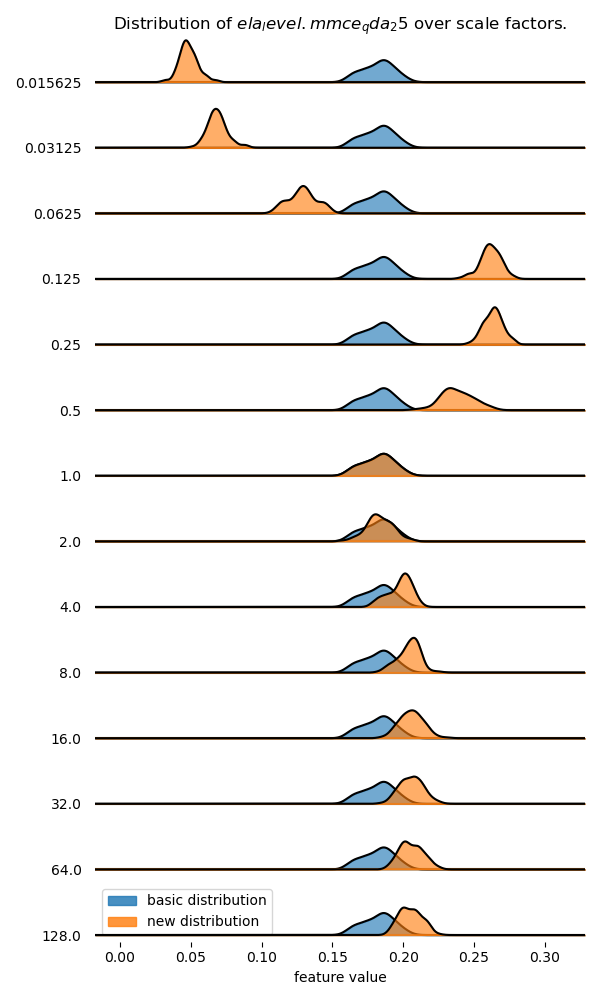 Distribution of ela_level.mmce_qda_25 over scale factors.
0.015625
0.03125
0.0625
0.125
0.25
0.5
1.0
2.0
4.0
8.0
16.0
32.0
64.0
128.0
basic distribution
new distribution
0.00 0.05 0.10 0.15 0.20 0.25 0.30
feature value